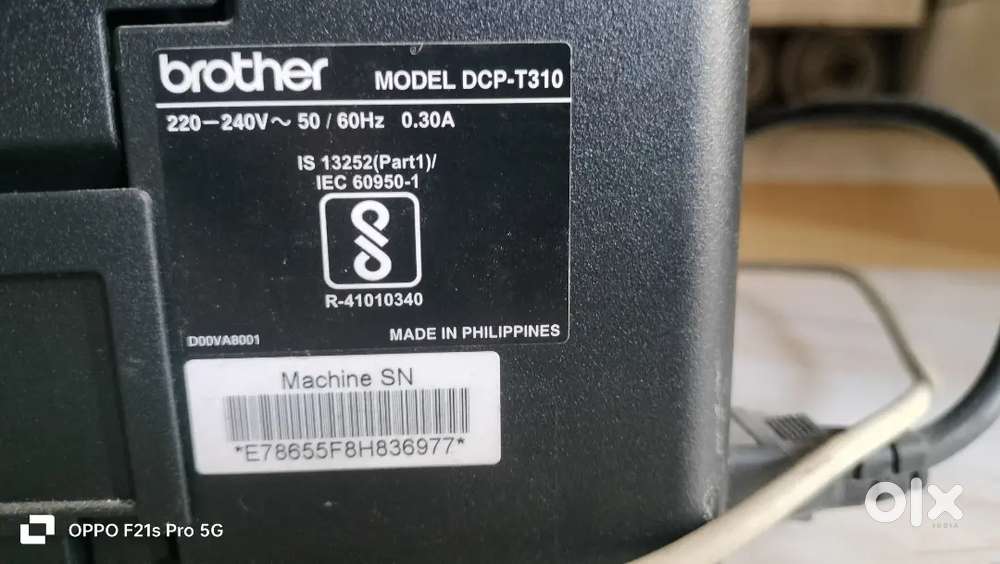 brother MODEL DCP-T310
220-240V~ 50/60Hz 0.30A
IS 13252(Part1)/
IEC 60950-1
R-41010340
D00VA8001 MADE IN PHILIPPINES
Machine SN
*E78655F8H836977*
OPPO F21s Pro 5G
olx
INDIA